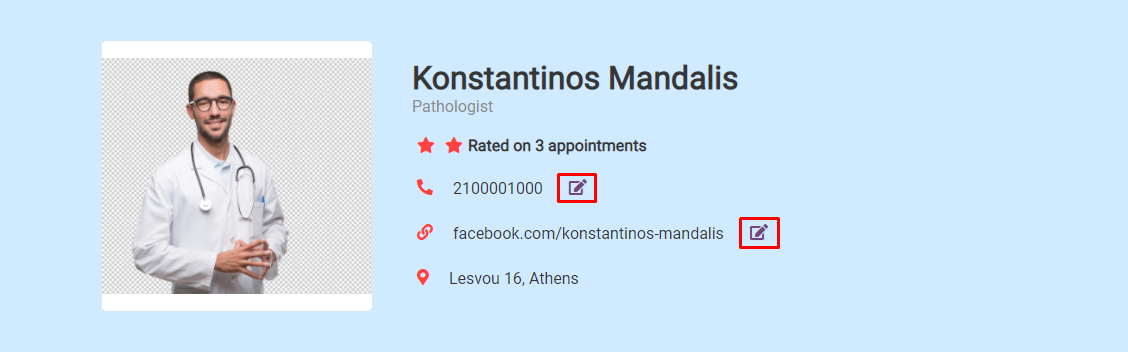 Konstantinos Mandalis
Pathologist
Rated on 3 appointments
2100001000
facebook.com/konstantinos-mandalis
Lesvou 16, Athens